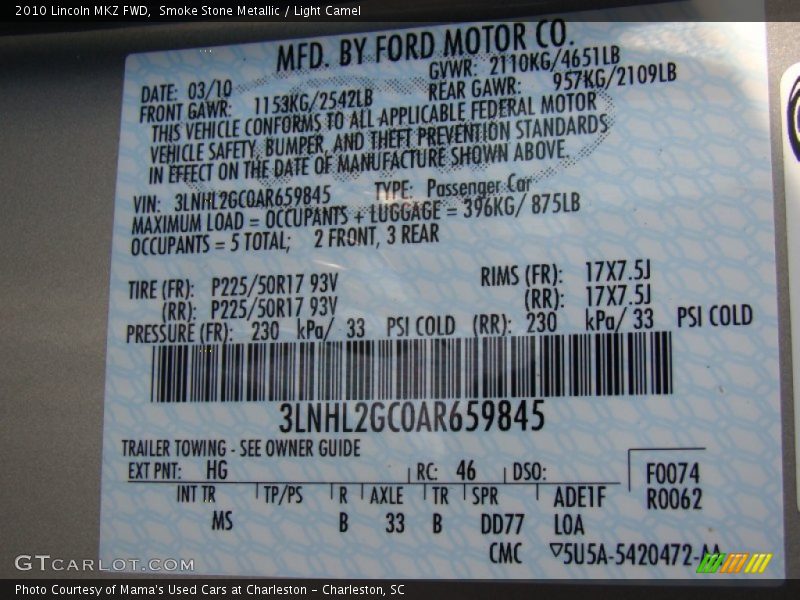 2010 Lincoln MKZ FWD, Smoke Stone Metallic / Light Camel
MFD. BY FORD MOTOR CO.
DATE: 03/10 GVWR: 2110KG/4651LB
FRONT GAWR: 1153KG/2542LB REAR GAWR: 957KG/2109LB
THIS VEHICLE CONFORMS TO ALL APPLICABLE FEDERAL MOTOR
VEHICLE SAFETY, BUMPER, AND THEFT PREVENTION STANDARDS
IN EFFECT ON THE DATE OF MANUFACTURE SHOWN ABOVE.
VIN: 3LNHL2GC0AR659845 TYPE: Passenger Car
MAXIMUM LOAD = OCCUPANTS + LUGGAGE = 396KG/ 875LB
OCCUPANTS = 5 TOTAL; 2 FRONT, 3 REAR
TIRE (FR): P225/50R17 93V RIMS (FR): 17X7.5J
(RR): P225/50R17 93V (RR): 17X7.5J
PRESSURE (FR): 230 kPa/ 33 PSI COLD (RR): 230 kPa/ 33 PSI COLD
3LNHL2GC0AR659845
TRAILER TOWING - SEE OWNER GUIDE
EXT PNT: HG RC: 46 DSO: F0074
INT TR TP/PS R AXLE TR SPR ADE1F R0062
MS B 33 B DD77 LOA
CMC ▽5U5A-5420472-AA
GTCARLOT.COM
Photo Courtesy of Mama's Used Cars at Charleston - Charleston, SC